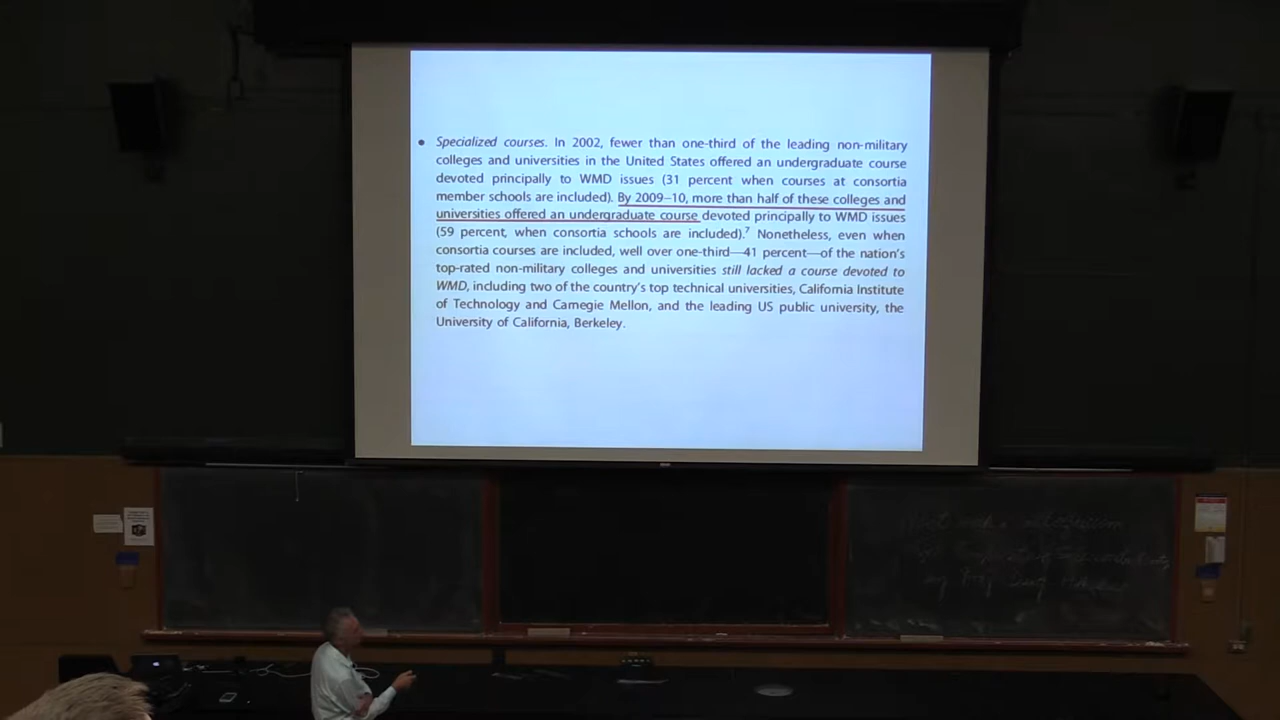 • Specialized courses. In 2002, fewer than one-third of the leading non-military
colleges and universities in the United States offered an undergraduate course
devoted principally to WMD issues (31 percent when courses at consortia
member schools are included). By 2009–10, more than half of these colleges and
universities offered an undergraduate course devoted principally to WMD issues
(59 percent, when consortia schools are included).⁷ Nonetheless, even when
consortia courses are included, well over one-third—41 percent—of the nation's
top-rated non-military colleges and universities still lacked a course devoted to
WMD, including two of the country's top technical universities, California Institute
of Technology and Carnegie Mellon, and the leading US public university, the
University of California, Berkeley.